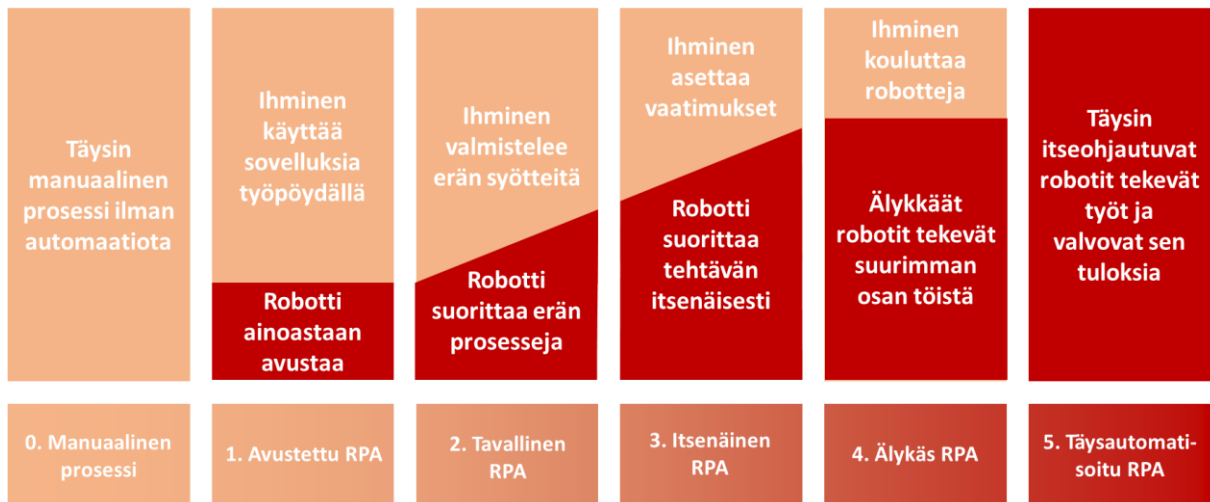 Täysin
manuaalinen
prosessi ilman
automaatiota
Ihminen
käyttää
sovelluksia
työpöydällä
Robotti
ainoastaan
avustaa
Ihminen
valmistelee
erän syötteitä
Robotti
suorittaa erän
prosesseja
Ihminen
asettaa
vaatimukset
Robotti
suorittaa
tehtävän
itsenäisesti
Ihminen
kouluttaa
robotteja
Älykkäät
robotit tekevät
suurimman
osan töistä
Täysin
itseohjautuvat
robotit tekevät
työt ja
valvovat sen
tuloksia
0. Manuaalinen
prosessi
1. Avustettu RPA
2. Tavallinen
RPA
3. Itsenäinen
RPA
4. Älykäs RPA
5. Täysautomati-
soitu RPA